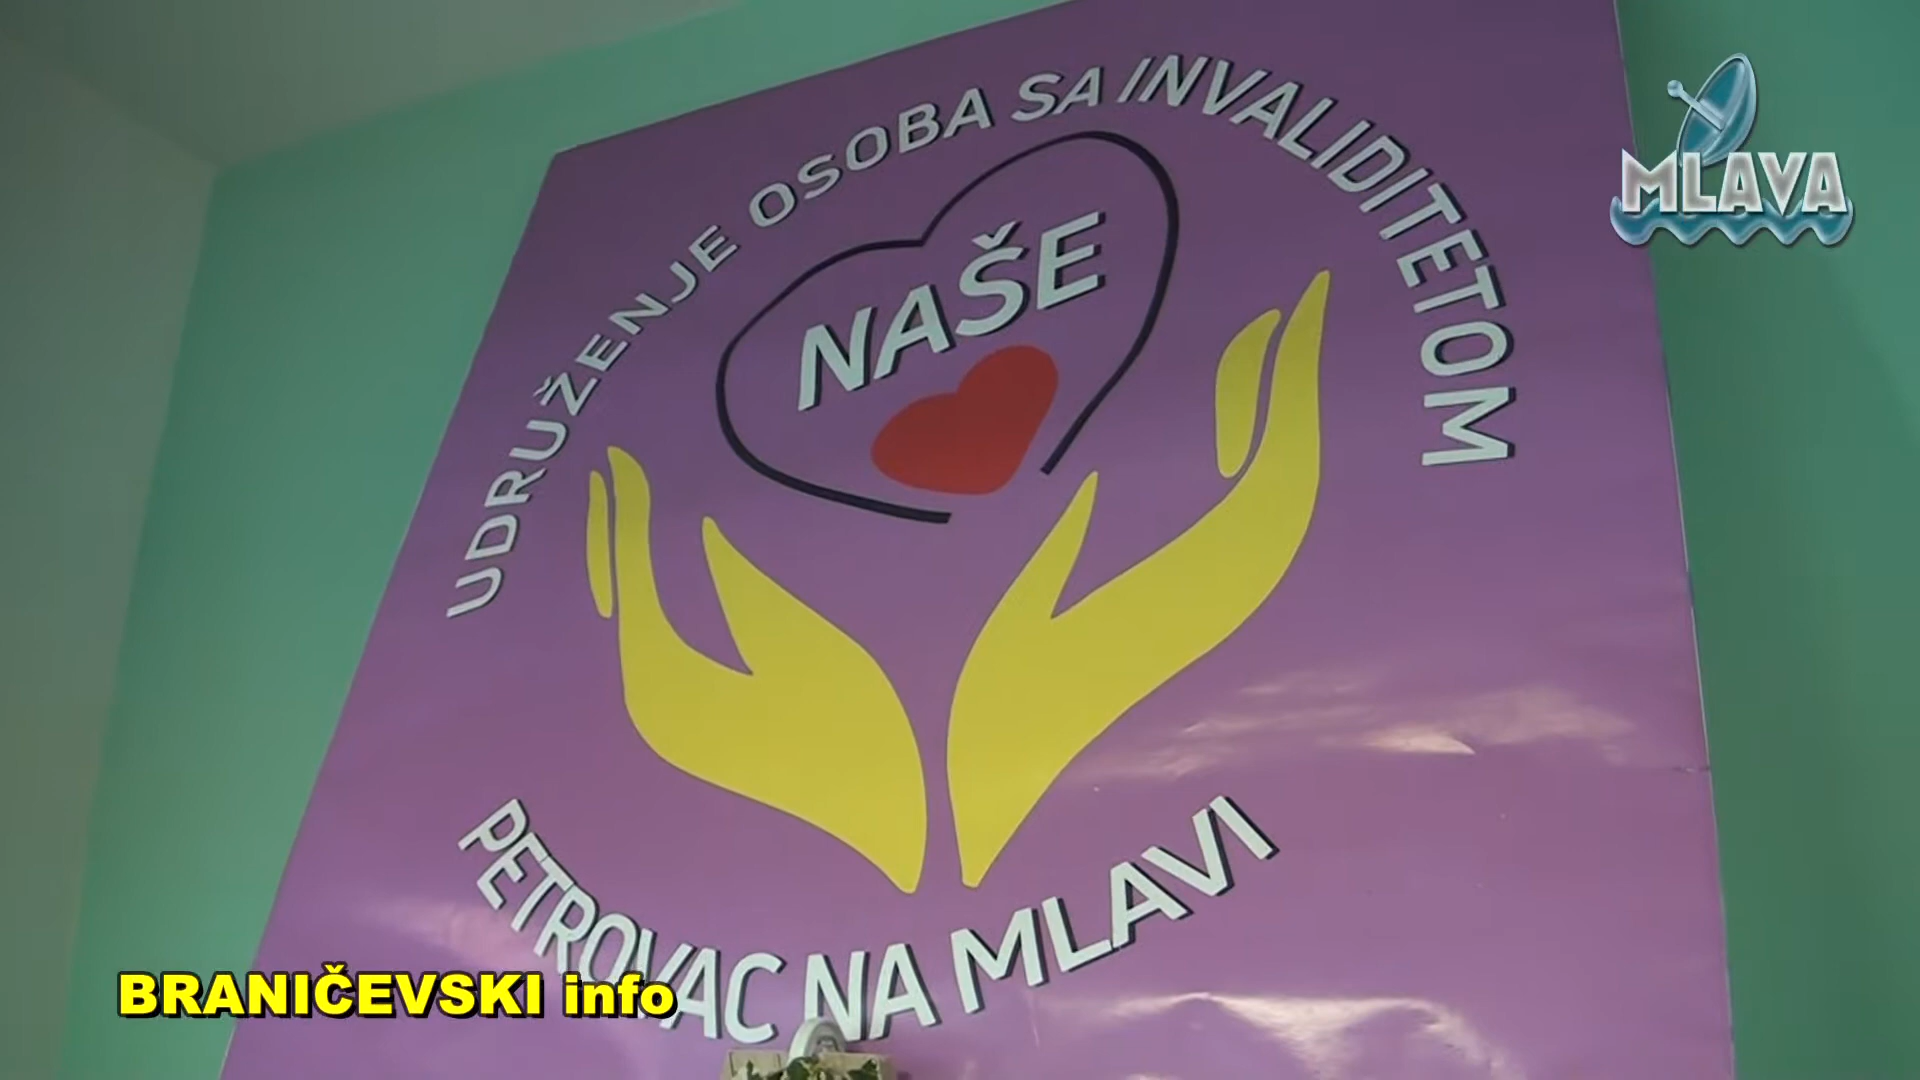 UDRUŽENJE OSOBA SA INVALIDITETOM
NAŠE
PETROVAC NA MLAVI
MLAVA
BRANIČEVSKI info